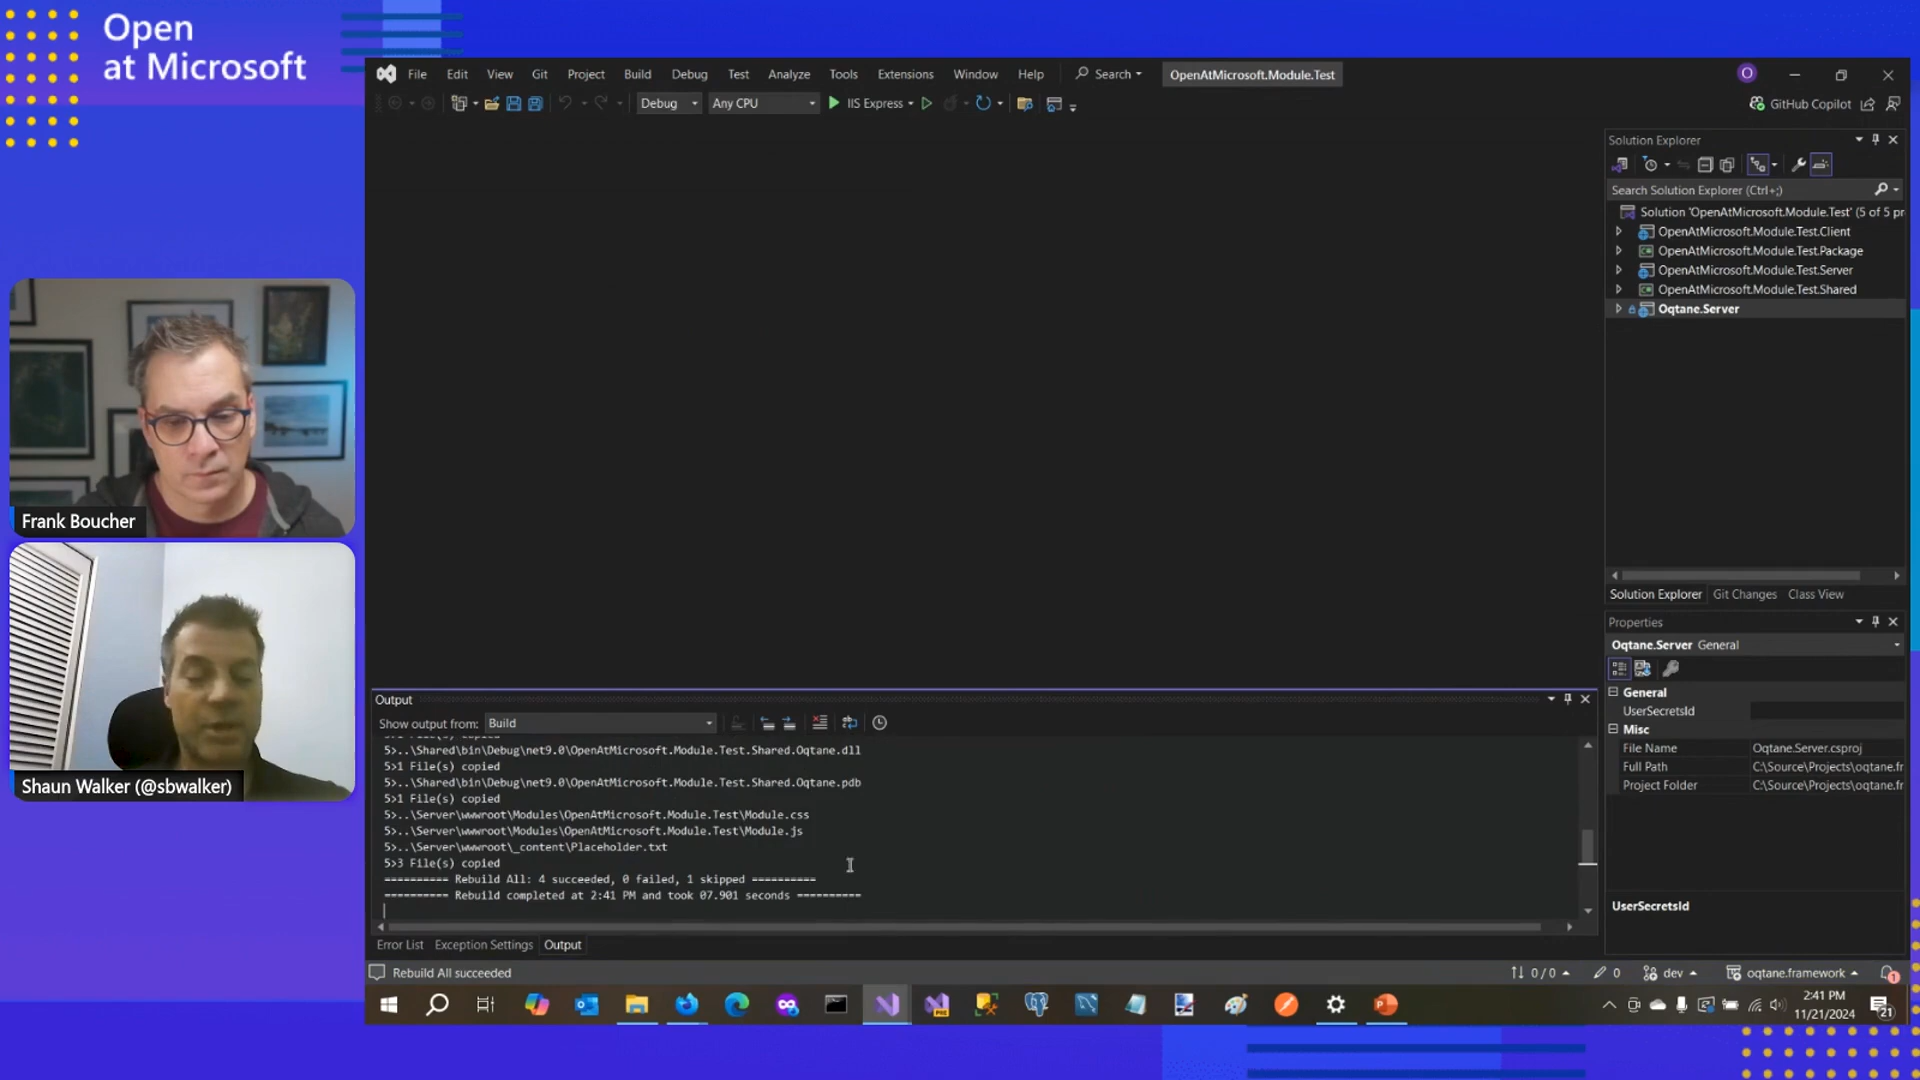 Open
at Microsoft
File Edit View Git Project Build Debug Test Analyze Tools Extensions Window Help Search OpenAtMicrosoft.Module.Test
O
Debug Any CPU IIS Express
GitHub Copilot
Solution Explorer
Search Solution Explorer (Ctrl+;)
Solution 'OpenAtMicrosoft.Module.Test' (5 of 5 pr
OpenAtMicrosoft.Module.Test.Client
OpenAtMicrosoft.Module.Test.Package
OpenAtMicrosoft.Module.Test.Server
OpenAtMicrosoft.Module.Test.Shared
Oqtane.Server
Solution Explorer Git Changes Class View
Properties
Oqtane.Server General
General
UserSecretsId
Misc
File Name Oqtane.Server.csproj
Full Path C:\Source\Projects\oqtane.fr
Project Folder C:\Source\Projects\oqtane.fr
UserSecretsId
Frank Boucher
Shaun Walker (@sbwalker)
Output
Show output from: Build
5>1 File(s) copied
5>..\Shared\bin\Debug\net9.0\OpenAtMicrosoft.Module.Test.Shared.Oqtane.dll
5>1 File(s) copied
5>..\Shared\bin\Debug\net9.0\OpenAtMicrosoft.Module.Test.Shared.Oqtane.pdb
5>1 File(s) copied
5>..\Server\wwwroot\Modules\OpenAtMicrosoft.Module.Test\Module.css
5>..\Server\wwwroot\Modules\OpenAtMicrosoft.Module.Test\Module.js
5>..\Server\wwwroot\_content\Placeholder.txt
5>3 File(s) copied
========== Rebuild All: 4 succeeded, 0 failed, 1 skipped ==========
========== Rebuild completed at 2:41 PM and took 07.901 seconds ==========
Error List Exception Settings Output
Rebuild All succeeded
0 / 0 0 dev oqtane.framework 1
2:41 PM
11/21/2024
21